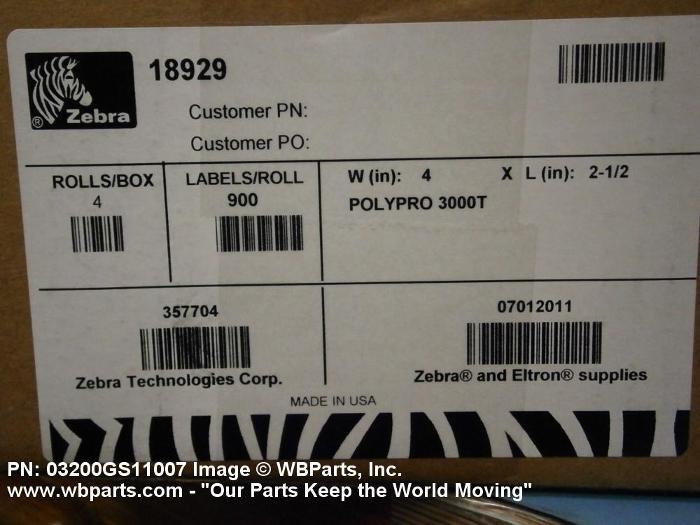 Zebra
®
18929
Customer PN:
Customer PO:
ROLLS/BOX
4
LABELS/ROLL
900
W (in): 4 X L (in): 2-1/2
POLYPRO 3000T
357704
Zebra Technologies Corp.
07012011
Zebra® and Eltron® supplies
MADE IN USA
PN: 03200GS11007 Image © WBParts, Inc.
www.wbparts.com - "Our Parts Keep the World Moving"